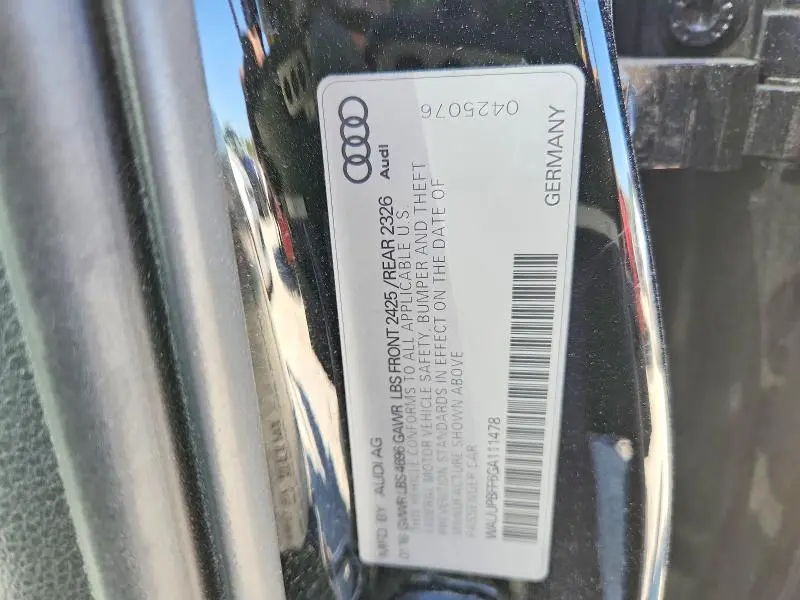 MFD BY AUDI AG
01/16 GVWR LBS 4696 GAWR LBS FRONT 2425 / REAR 2326
THIS VEHICLE CONFORMS TO ALL APPLICABLE U.S.
FEDERAL MOTOR VEHICLE SAFETY, BUMPER AND THEFT
PREVENTION STANDARDS IN EFFECT ON THE DATE OF
MANUFACTURE SHOWN ABOVE
PASSENGER CAR
WAUUPBFF6GA111478
Audi
GERMANY
0425076